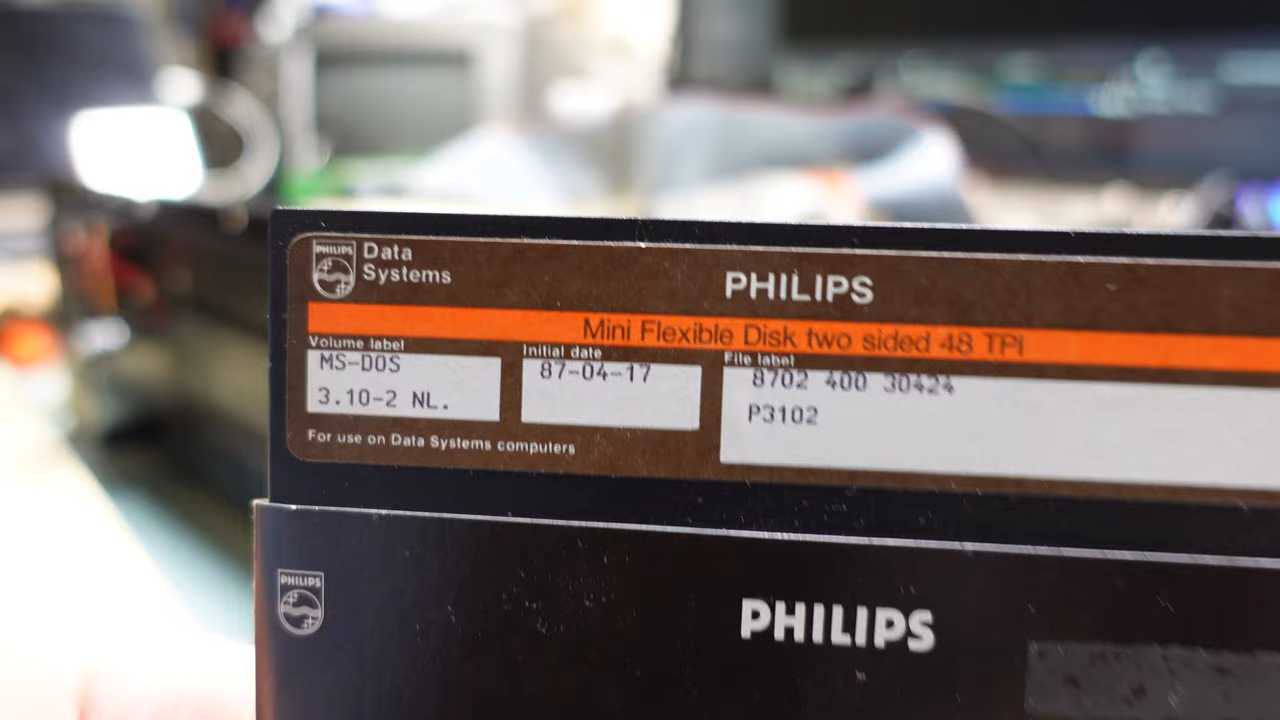 PHILIPS
Data
Systems
PHILIPS
Mini Flexible Disk two sided 48 TPI
Volume label
MS-DOS
3.10-2 NL.
Initial date
87-04-17
File label
8702 400 30424
P3102
For use on Data Systems computers
PHILIPS
PHILIPS